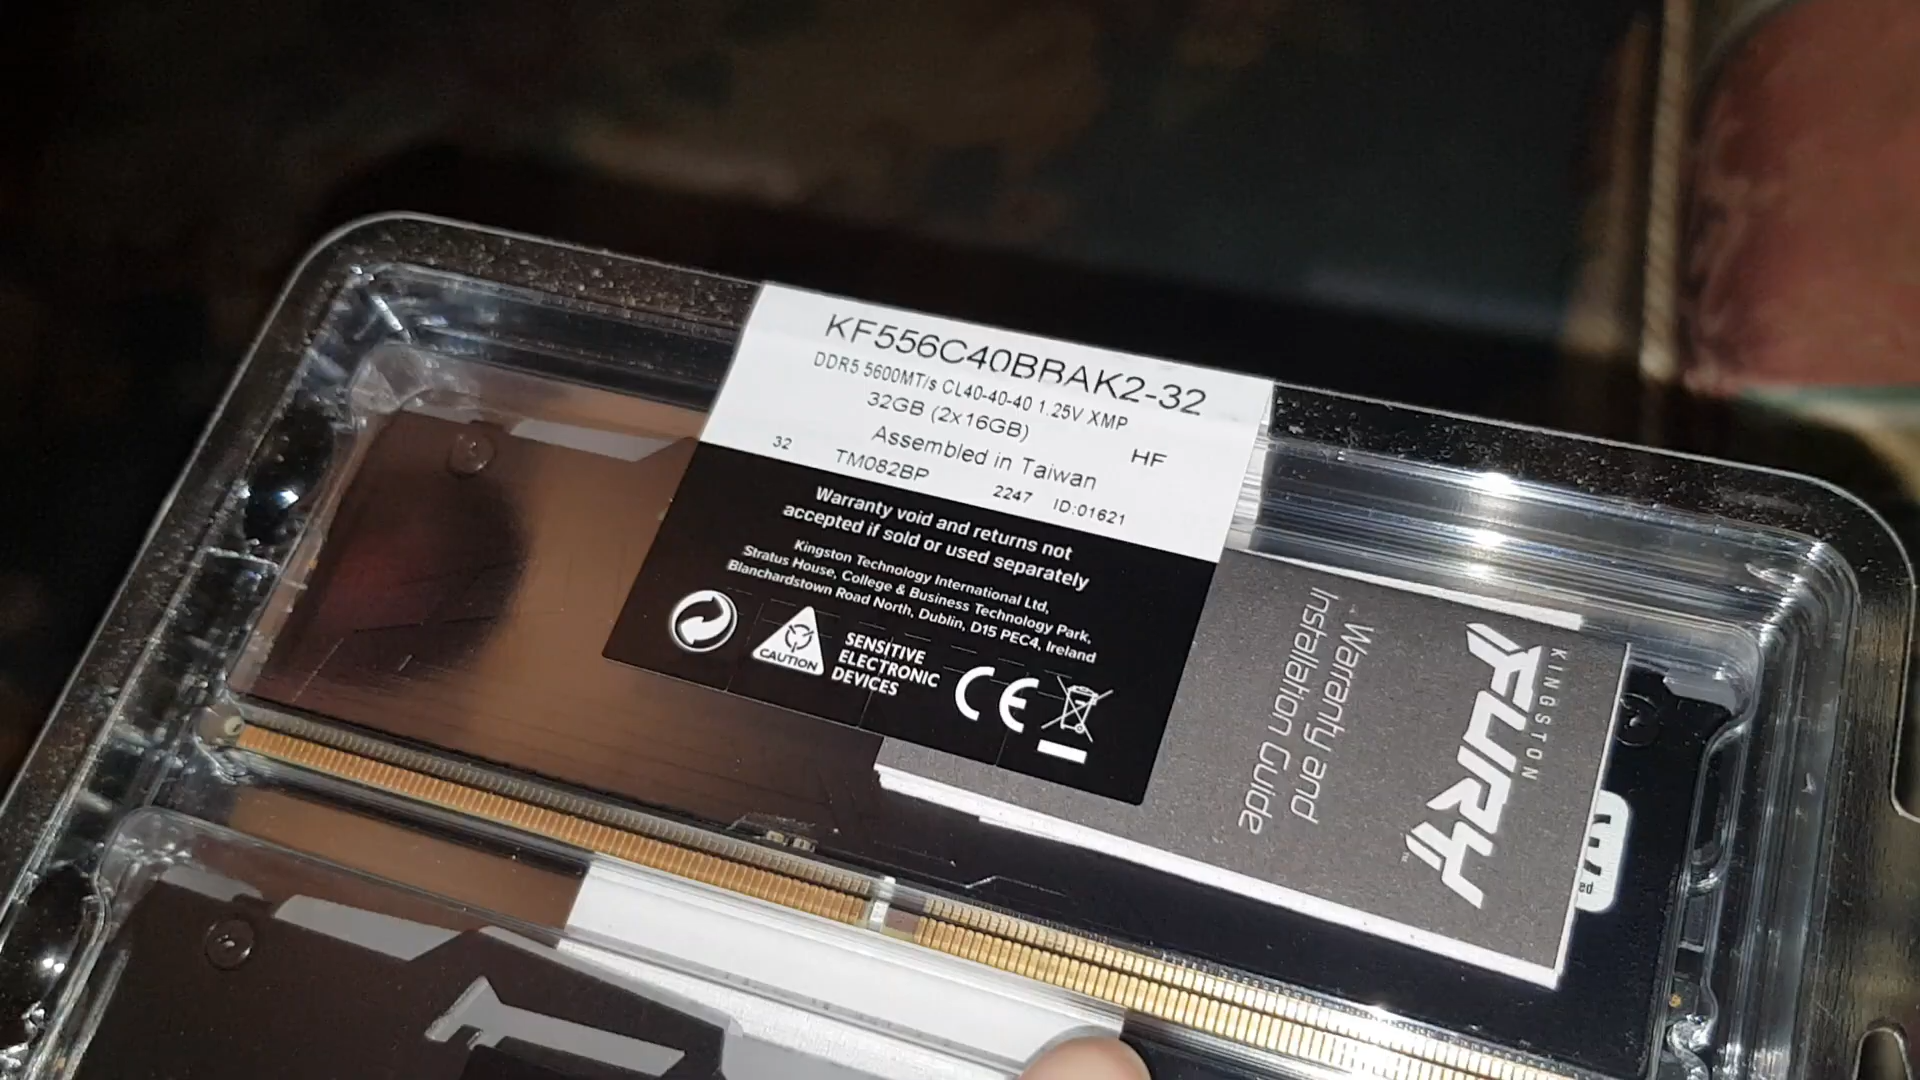 KF556C40BBAK2-32
DDR5 5600MT/s CL40-40-40 1.25V XMP
32GB (2x16GB)
Assembled in Taiwan
HF
32 TM082BP 2247 ID:01621
Warranty void and returns not
accepted if sold or used separately
Kingston Technology International Ltd,
Stratus House, College & Business Technology Park,
Blanchardstown Road North, Dublin, D15 PEC4, Ireland
CAUTION
SENSITIVE
ELECTRONIC
DEVICES
CE
KINGSTON
FURY™
Warranty and
Installation Guide